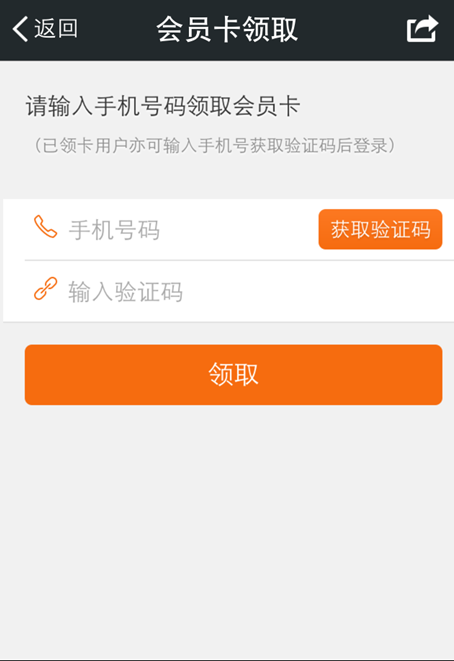 返回
会员卡领取
请输入手机号码领取会员卡
（已领卡用户亦可输入手机号获取验证码后登录）
手机号码
获取验证码
输入验证码
领取